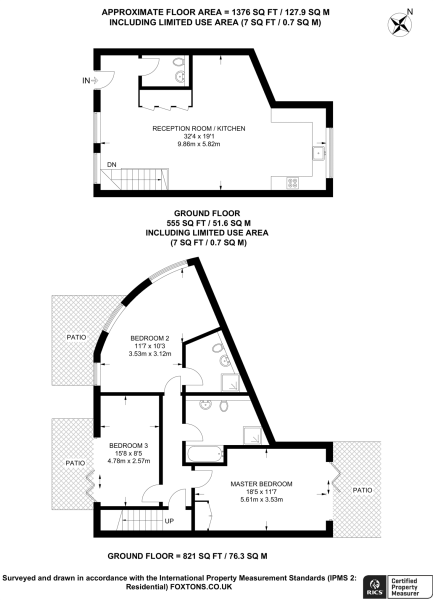 APPROXIMATE FLOOR AREA = 1376 SQ FT / 127.9 SQ M
INCLUDING LIMITED USE AREA (7 SQ FT / 0.7 SQ M)
N
IN
RECEPTION ROOM / KITCHEN
32'4 x 19'1
9.86m x 5.82m
DN
GROUND FLOOR
555 SQ FT / 51.6 SQ M
INCLUDING LIMITED USE AREA
(7 SQ FT / 0.7 SQ M)
PATIO
BEDROOM 2
11'7 x 10'3
3.53m x 3.12m
BEDROOM 3
15'8 x 8'5
4.78m x 2.57m
PATIO
MASTER BEDROOM
18'5 x 11'7
5.61m x 3.53m
PATIO
UP
GROUND FLOOR = 821 SQ FT / 76.3 SQ M
Surveyed and drawn in accordance with the International Property Measurement Standards (IPMS 2:
Residential) FOXTONS.CO.UK
RICS
Certified
Property
Measurer